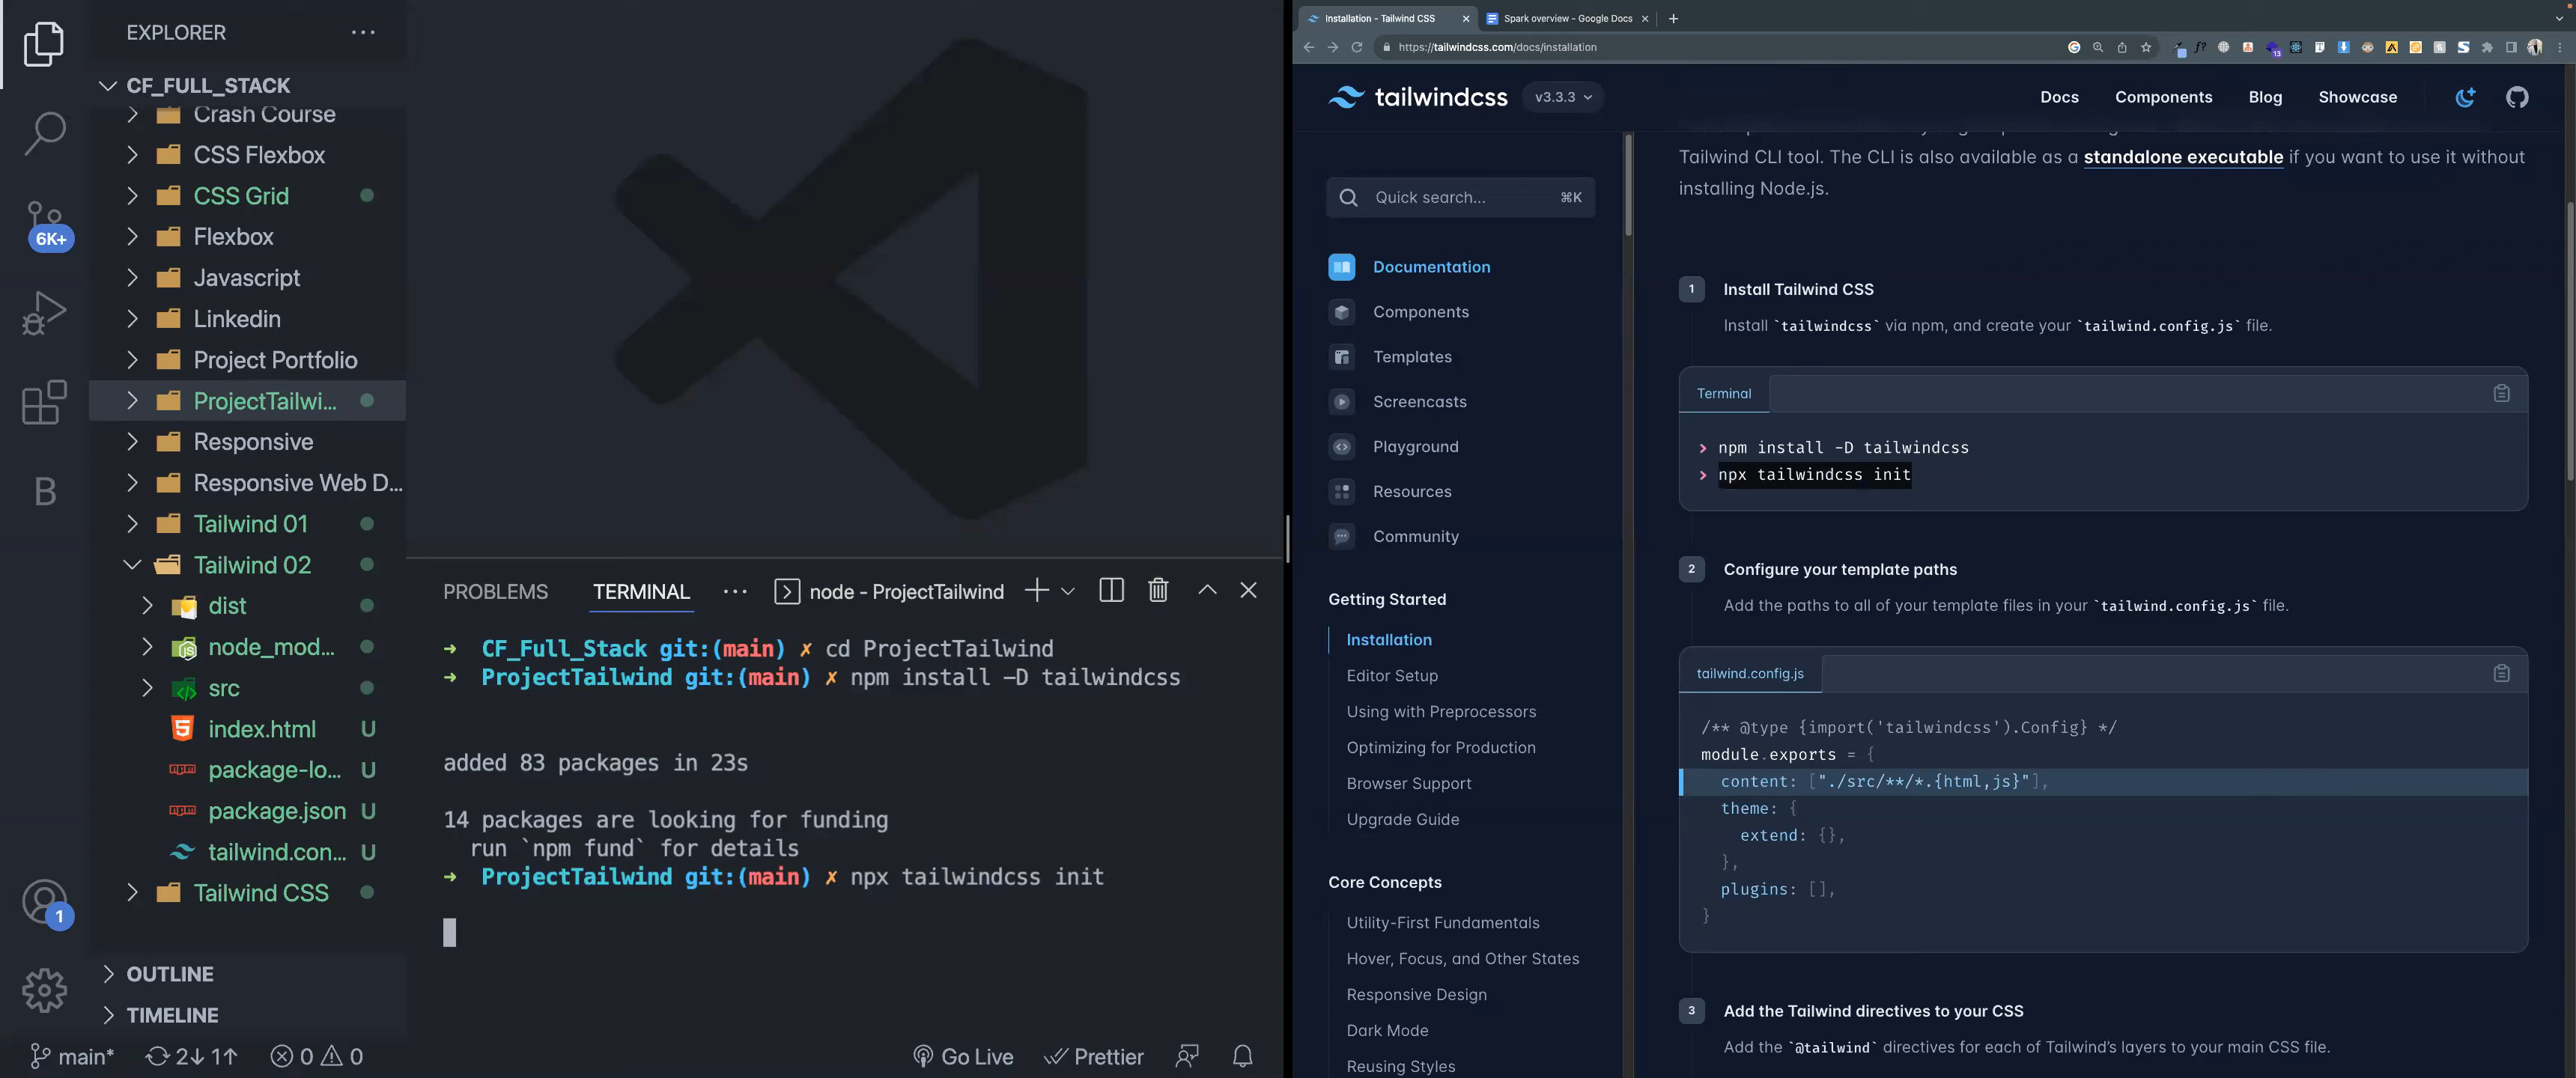 EXPLORER
CF_FULL_STACK
Crash Course
CSS Flexbox
CSS Grid
6K+
Flexbox
Javascript
Linkedin
Project Portfolio
ProjectTailwi...
Responsive
Responsive Web D...
B
Tailwind 01
Tailwind 02
dist
node_mod...
src
index.html U
package-lo... U
package.json U
tailwind.con... U
Tailwind CSS
1
OUTLINE
TIMELINE
main* 2↓ 1↑ 0 0
Go Live Prettier
PROBLEMS TERMINAL ... node - ProjectTailwind
➜ CF_Full_Stack git:(main) ✗ cd ProjectTailwind
➜ ProjectTailwind git:(main) ✗ npm install -D tailwindcss
added 83 packages in 23s
14 packages are looking for funding
run `npm fund` for details
➜ ProjectTailwind git:(main) ✗ npx tailwindcss init
Installation - Tailwind CSS
Spark overview - Google Docs
https://tailwindcss.com/docs/installation
13
tailwindcss v3.3.3
Docs Components Blog Showcase
Quick search... ⌘K
Documentation
Components
Templates
Screencasts
Playground
Resources
Community
Getting Started
Installation
Editor Setup
Using with Preprocessors
Optimizing for Production
Browser Support
Upgrade Guide
Core Concepts
Utility-First Fundamentals
Hover, Focus, and Other States
Responsive Design
Dark Mode
Reusing Styles
Tailwind CLI tool. The CLI is also available as a standalone executable if you want to use it without
installing Node.js.
1 Install Tailwind CSS
Install `tailwindcss` via npm, and create your `tailwind.config.js` file.
Terminal
> npm install -D tailwindcss
> npx tailwindcss init
2 Configure your template paths
Add the paths to all of your template files in your `tailwind.config.js` file.
tailwind.config.js
/** @type {import('tailwindcss').Config} */
module.exports = {
content: ["./src/**/*.{html,js}"],
theme: {
extend: {},
},
plugins: [],
}
3 Add the Tailwind directives to your CSS
Add the `@tailwind` directives for each of Tailwind's layers to your main CSS file.